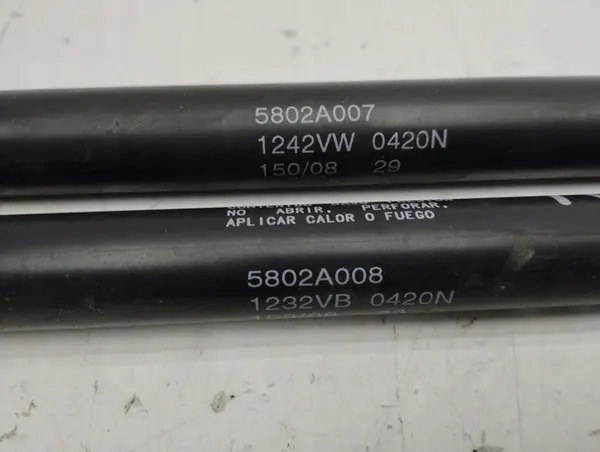 5802A007
1242VW 0420N
150/08 29
NO ABRIR, PERFORAR.
APLICAR CALOR O FUEGO
5802A008
1232VB 0420N